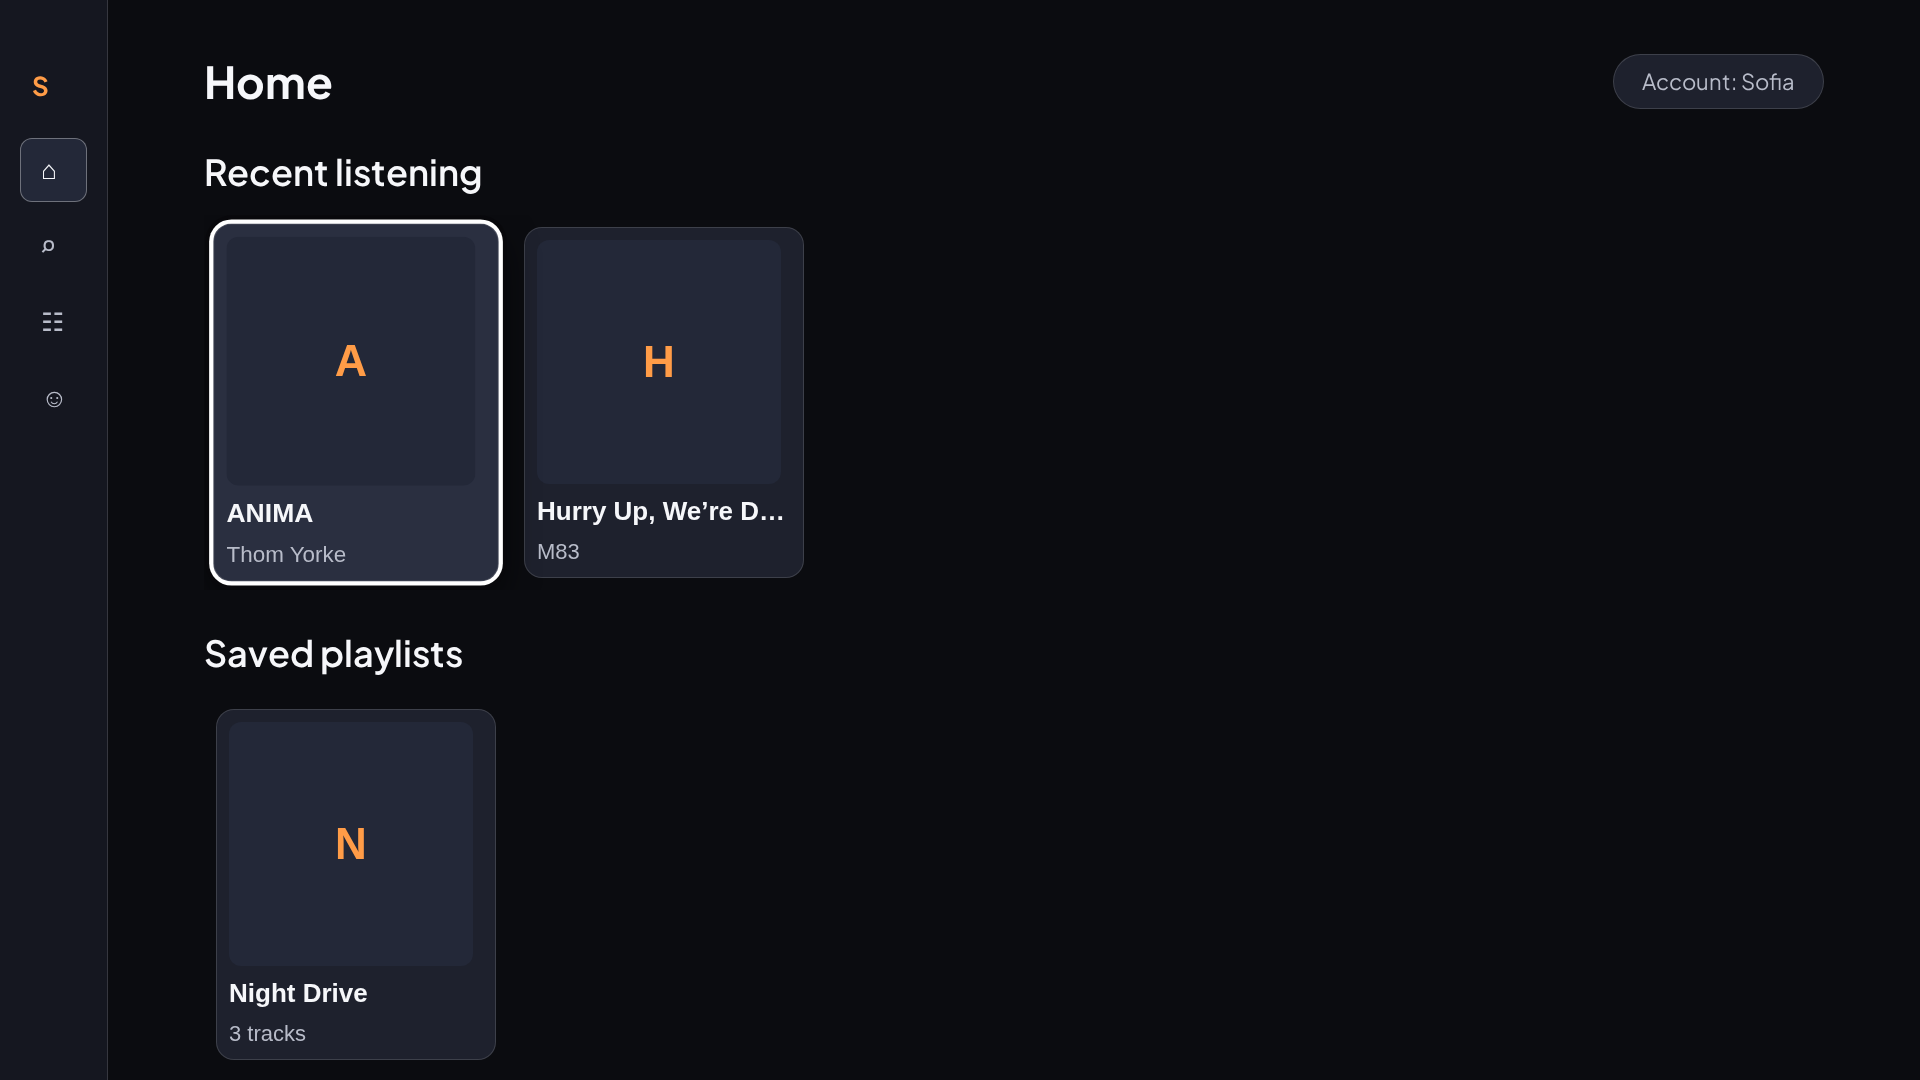 S
Home
Account: Sofia
Recent listening
A
ANIMA
Thom Yorke
H
Hurry Up, We’re D…
M83
Saved playlists
N
Night Drive
3 tracks